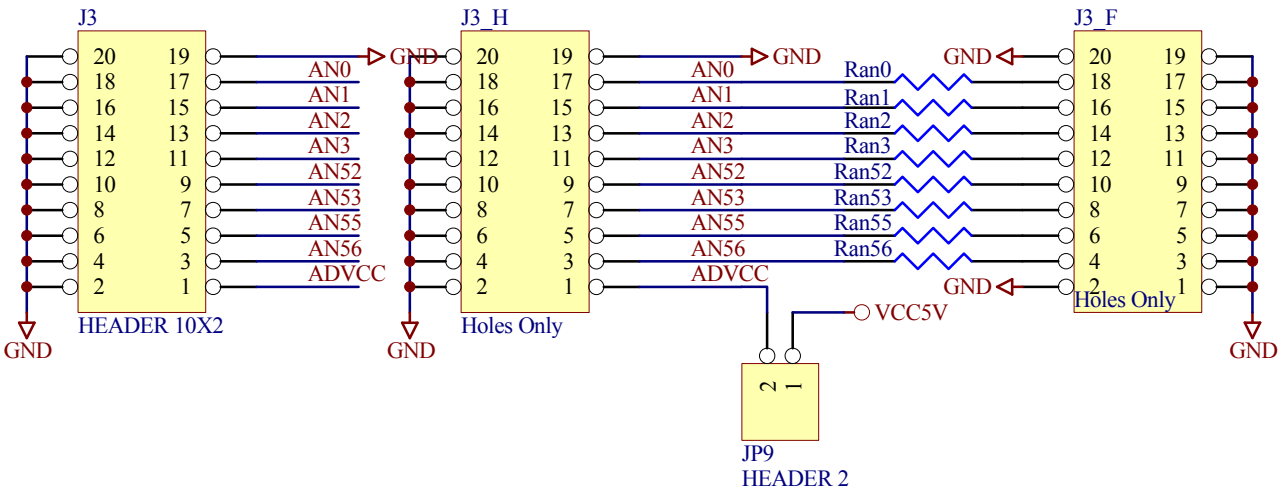 J3 J3_H J3_F
20 19 GND 20 19 GND GND 20 19
18 17 AN0 18 17 AN0 Ran0 18 17
16 15 AN1 16 15 AN1 Ran1 16 15
14 13 AN2 14 13 AN2 Ran2 14 13
12 11 AN3 12 11 AN3 Ran3 12 11
10 9 AN52 10 9 AN52 Ran52 10 9
8 7 AN53 8 7 AN53 Ran53 8 7
6 5 AN55 6 5 AN55 Ran55 6 5
4 3 AN56 4 3 AN56 Ran56 4 3
2 1 ADVCC 2 1 ADVCC GND 2 1
HEADER 10X2 Holes Only VCC5V Holes Only
GND GND GND
2 1
JP9
HEADER 2